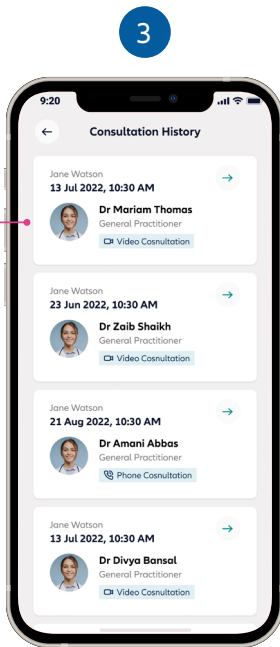 3
9:20
Consultation History
Jane Watson
13 Jul 2022, 10:30 AM
Dr Mariam Thomas
General Practitioner
Video Cosnultation
Jane Watson
23 Jun 2022, 10:30 AM
Dr Zaib Shaikh
General Practitioner
Video Cosnultation
Jane Watson
21 Aug 2022, 10:30 AM
Dr Amani Abbas
General Practitioner
Phone Cosnultation
Jane Watson
13 Jul 2022, 10:30 AM
Dr Divya Bansal
General Practitioner
Video Cosnultation